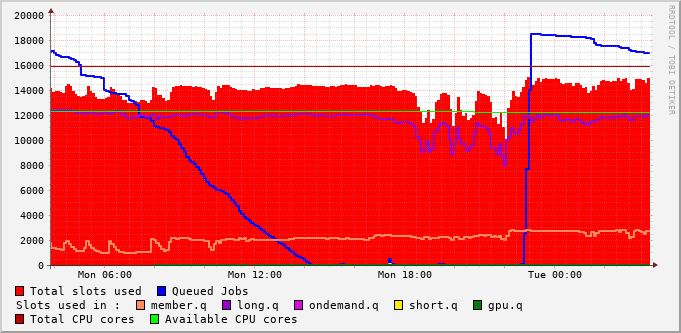 20000
18000
16000
14000
12000
10000
8000
6000
4000
2000
0
Mon 06:00 Mon 12:00 Mon 18:00 Tue 00:00
RRDTOOL / TOBI OETIKER
Total slots used Queued Jobs
Slots used in : member.q long.q ondemand.q short.q gpu.q
Total CPU cores Available CPU cores